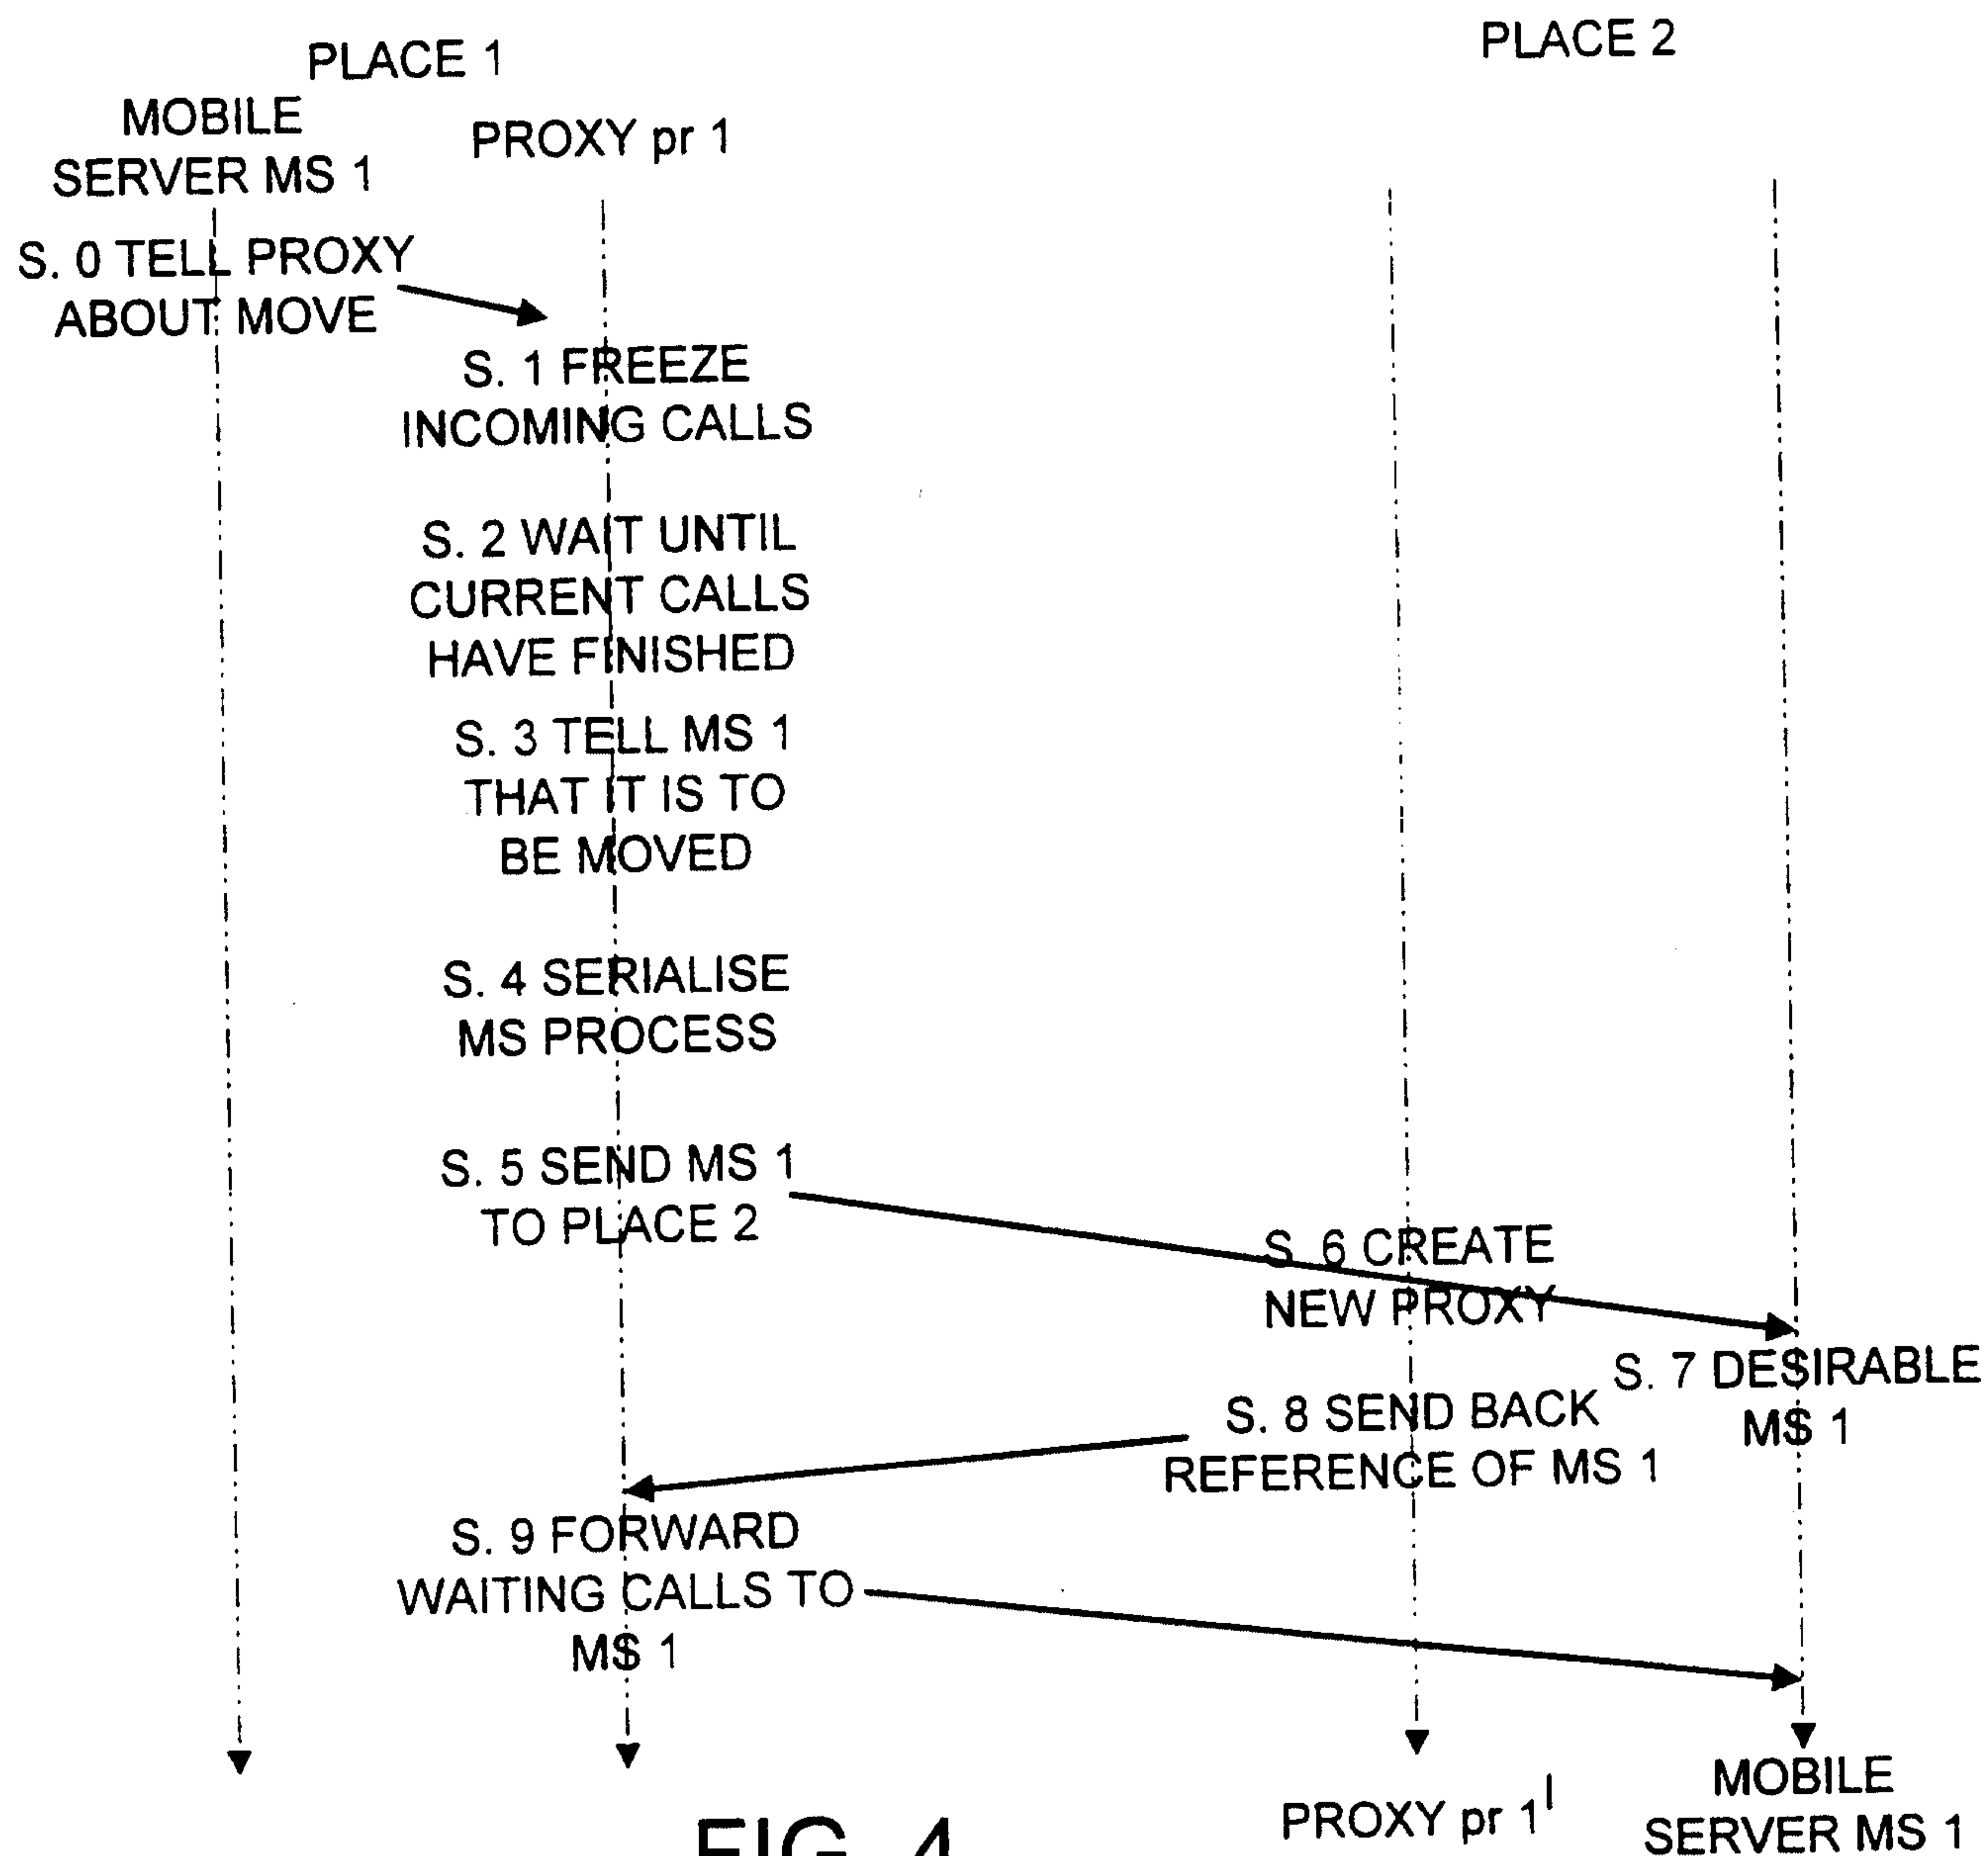 PLACE 1
PLACE 2
MOBILE
SERVER MS 1
PROXY pr 1
S. 0 TELL PROXY
ABOUT MOVE
S. 1 FREEZE
INCOMING CALLS
S. 2 WAIT UNTIL
CURRENT CALLS
HAVE FINISHED
S. 3 TELL MS 1
THAT IT IS TO
BE MOVED
S. 4 SERIALISE
MS PROCESS
S. 5 SEND MS 1
TO PLACE 2
S. 6 CREATE
NEW PROXY
S. 7 DESIRABLE
MS 1
S. 8 SEND BACK
REFERENCE OF MS 1
S. 9 FORWARD
WAITING CALLS TO
MS 1
PROXY pr 1'
MOBILE
SERVER MS 1
FIG. 4